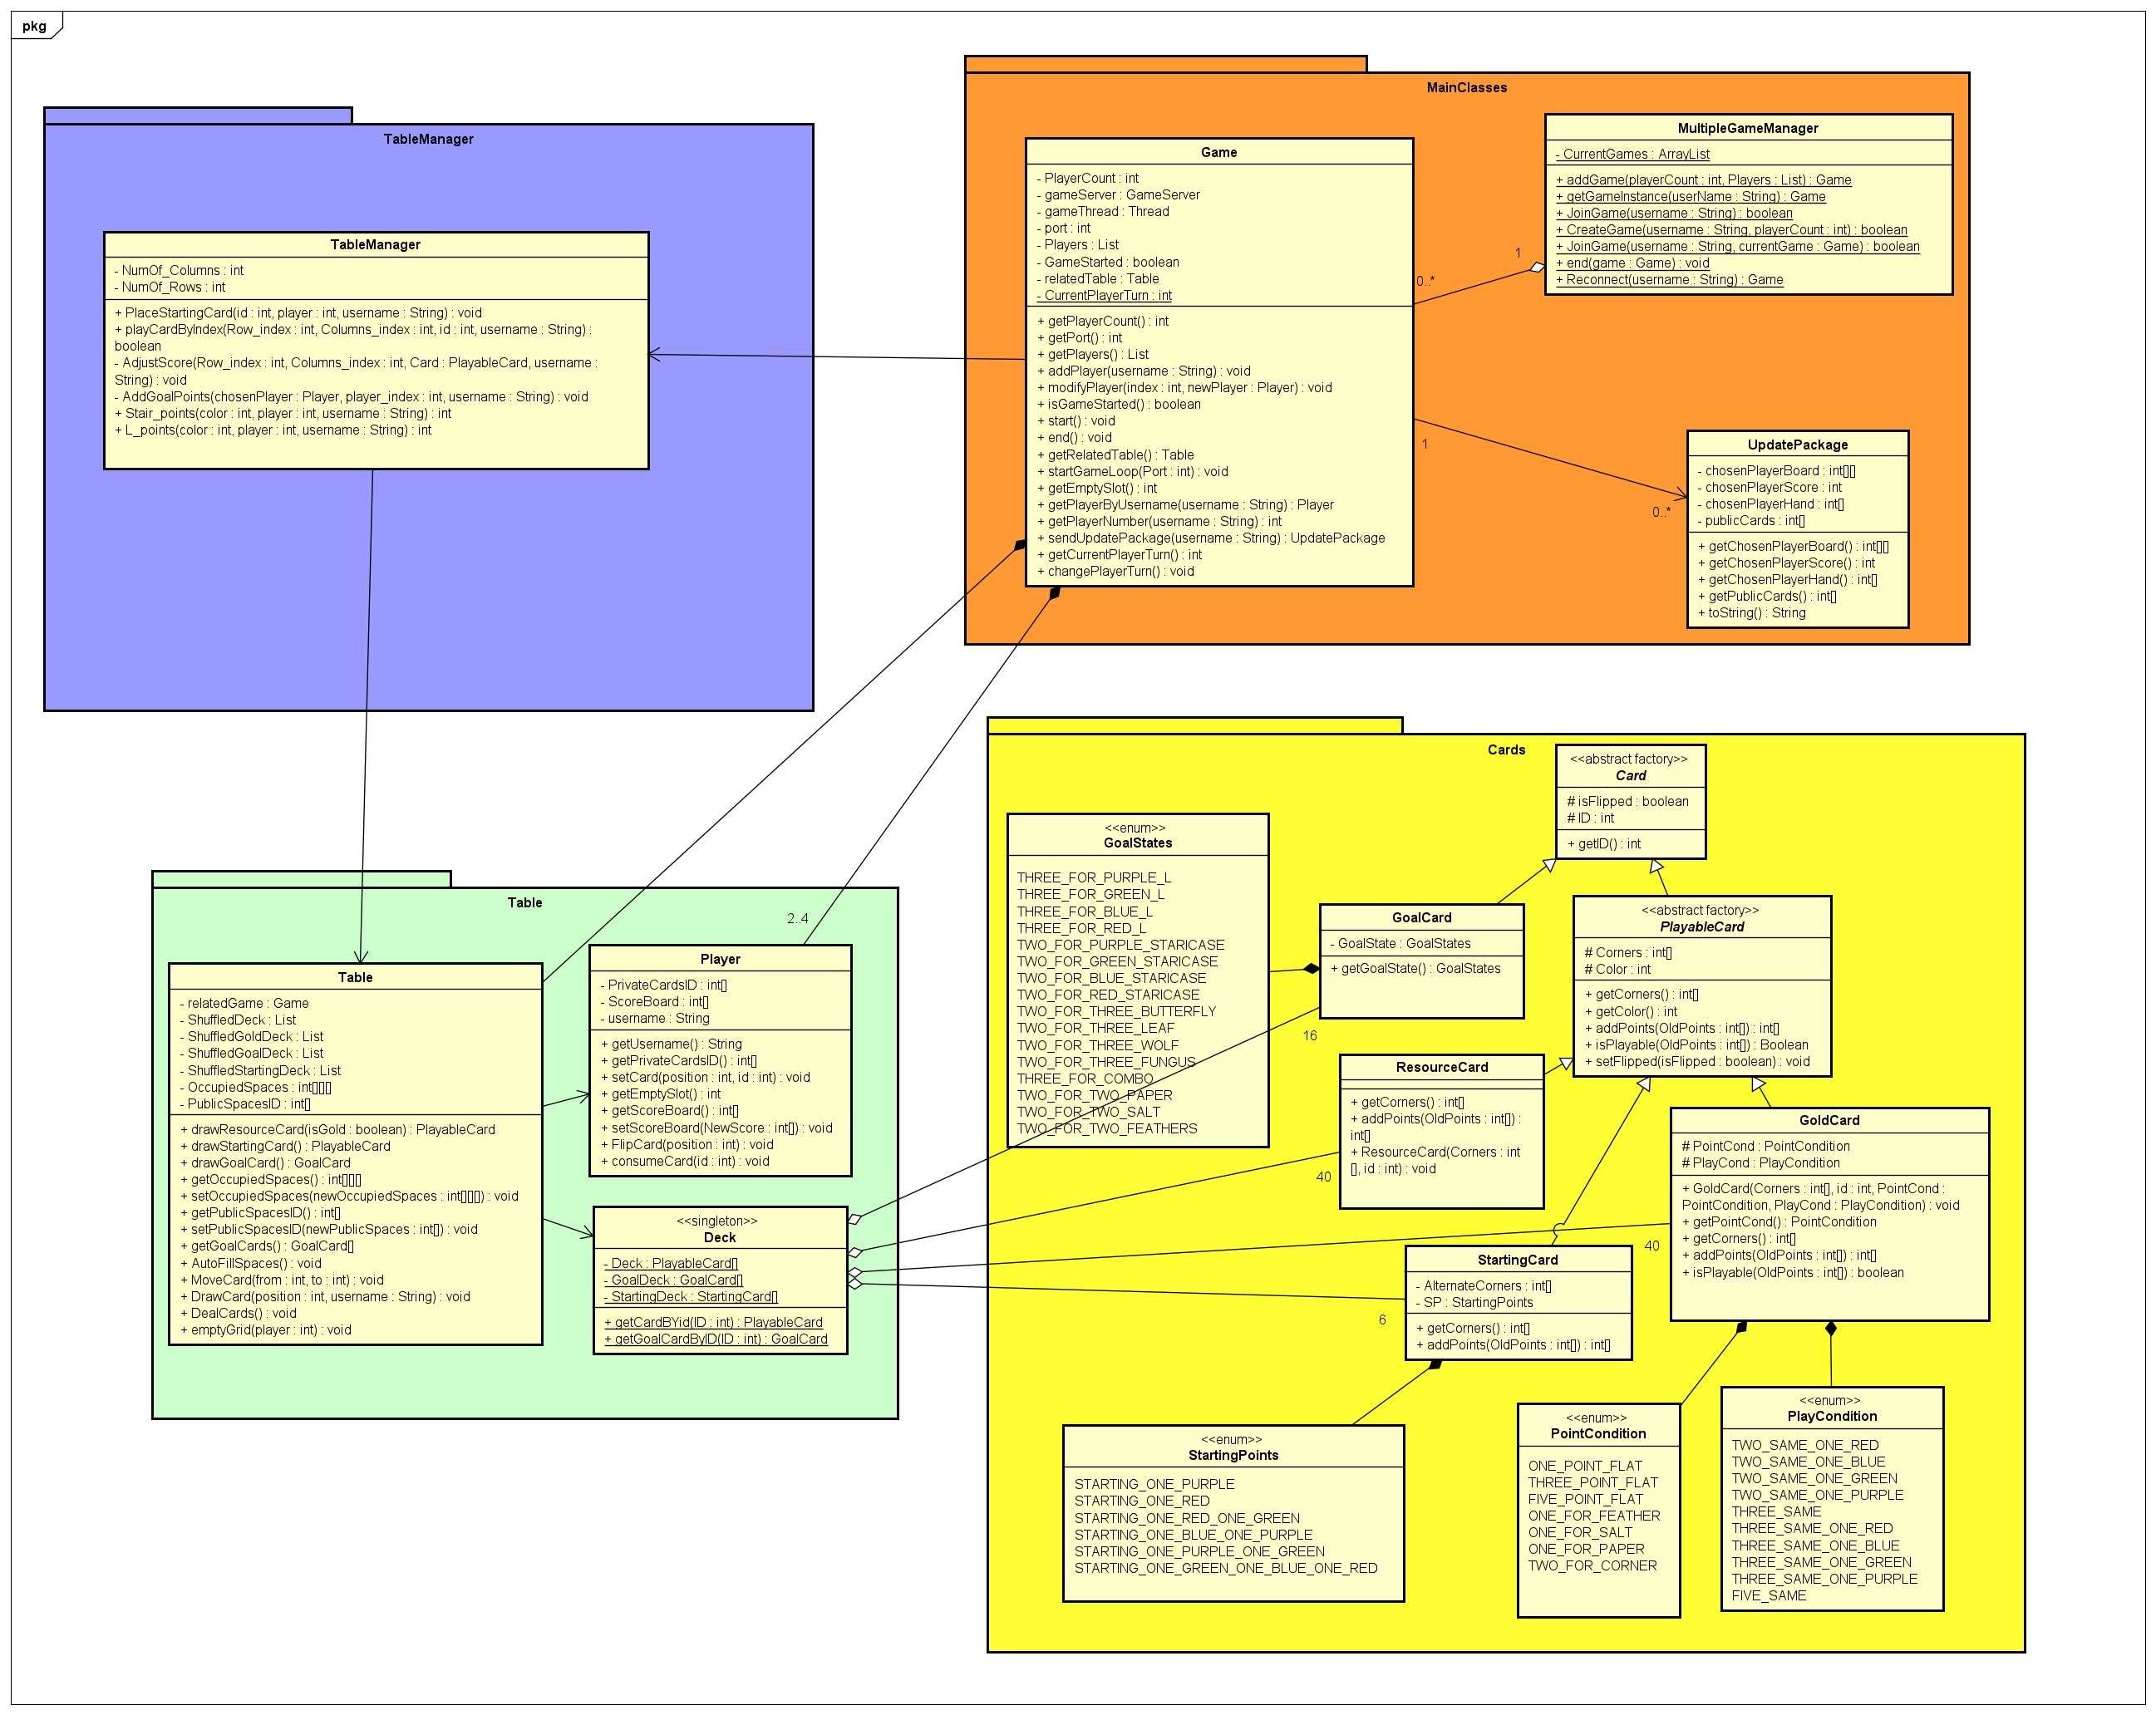 pkg
TableManager
TableManager
- NumOf_Columns : int
- NumOf_Rows : int
+ PlaceStartingCard(id : int, player : int, username : String) : void
+ playCardByIndex(Row_index : int, Columns_index : int, id : int, username : String) :
boolean
- AdjustScore(Row_index : int, Columns_index : int, Card : PlayableCard, username :
String) : void
- AddGoalPoints(chosenPlayer : Player, player_index : int, username : String) : void
+ Stair_points(color : int, player : int, username : String) : int
+ L_points(color : int, player : int, username : String) : int
MainClasses
Game
- PlayerCount : int
- gameServer : GameServer
- gameThread : Thread
- port : int
- Players : List
- GameStarted : boolean
- relatedTable : Table
- CurrentPlayerTurn : int
+ getPlayerCount() : int
+ getPort() : int
+ getPlayers() : List
+ addPlayer(username : String) : void
+ modifyPlayer(index : int, newPlayer : Player) : void
+ isGameStarted() : boolean
+ start() : void
+ end() : void
+ getRelatedTable() : Table
+ startGameLoop(Port : int) : void
+ getEmptySlot() : int
+ getPlayerByUsername(username : String) : Player
+ getPlayerNumber(username : String) : int
+ sendUpdatePackage(username : String) : UpdatePackage
+ getCurrentPlayerTurn() : int
+ changePlayerTurn() : void
MultipleGameManager
- CurrentGames : ArrayList
+ addGame(playerCount : int, Players : List) : Game
+ getGameInstance(userName : String) : Game
+ JoinGame(username : String) : boolean
+ CreateGame(username : String, playerCount : int) : boolean
+ JoinGame(username : String, currentGame : Game) : boolean
+ end(game : Game) : void
+ Reconnect(username : String) : Game
1
0..*
1
0..*
UpdatePackage
- chosenPlayerBoard : int[][]
- chosenPlayerScore : int
- chosenPlayerHand : int[]
- publicCards : int[]
+ getChosenPlayerBoard() : int[][]
+ getChosenPlayerScore() : int
+ getChosenPlayerHand() : int[]
+ getPublicCards() : int[]
+ toString() : String
Table
Table
- relatedGame : Game
- ShuffledDeck : List
- ShuffledGoldDeck : List
- ShuffledGoalDeck : List
- ShuffledStartingDeck : List
- OccupiedSpaces : int[][][]
- PublicSpacesID : int[]
+ drawResourceCard(isGold : boolean) : PlayableCard
+ drawStartingCard() : PlayableCard
+ drawGoalCard() : GoalCard
+ getOccupiedSpaces() : int[][][]
+ setOccupiedSpaces(newOccupiedSpaces : int[][][]) : void
+ getPublicSpacesID() : int[]
+ setPublicSpacesID(newPublicSpaces : int[]) : void
+ getGoalCards() : GoalCard[]
+ AutoFillSpaces() : void
+ MoveCard(from : int, to : int) : void
+ DrawCard(position : int, username : String) : void
+ DealCards() : void
+ emptyGrid(player : int) : void
2..4
Player
- PrivateCardsID : int[]
- ScoreBoard : int[]
- username : String
+ getUsername() : String
+ getPrivateCardsID() : int[]
+ setCard(position : int, id : int) : void
+ getEmptySlot() : int
+ getScoreBoard() : int[]
+ setScoreBoard(NewScore : int[]) : void
+ FlipCard(position : int) : void
+ consumeCard(id : int) : void
<<singleton>>
Deck
- Deck : PlayableCard[]
- GoalDeck : GoalCard[]
- StartingDeck : StartingCard[]
+ getCardBYid(ID : int) : PlayableCard
+ getGoalCardByID(ID : int) : GoalCard
Cards
<<abstract factory>>
Card
# isFlipped : boolean
# ID : int
+ getID() : int
<<enum>>
GoalStates
THREE_FOR_PURPLE_L
THREE_FOR_GREEN_L
THREE_FOR_BLUE_L
THREE_FOR_RED_L
TWO_FOR_PURPLE_STARICASE
TWO_FOR_GREEN_STARICASE
TWO_FOR_BLUE_STARICASE
TWO_FOR_RED_STARICASE
TWO_FOR_THREE_BUTTERFLY
TWO_FOR_THREE_LEAF
TWO_FOR_THREE_WOLF
TWO_FOR_THREE_FUNGUS
THREE_FOR_COMBO
TWO_FOR_TWO_PAPER
TWO_FOR_TWO_SALT
TWO_FOR_TWO_FEATHERS
GoalCard
- GoalState : GoalStates
+ getGoalState() : GoalStates
16
<<abstract factory>>
PlayableCard
# Corners : int[]
# Color : int
+ getCorners() : int[]
+ getColor() : int
+ addPoints(OldPoints : int[]) : int[]
+ isPlayable(OldPoints : int[]) : Boolean
+ setFlipped(isFlipped : boolean) : void
ResourceCard
+ getCorners() : int[]
+ addPoints(OldPoints : int[]) :
int[]
+ ResourceCard(Corners : int
[], id : int) : void
40
GoldCard
# PointCond : PointCondition
# PlayCond : PlayCondition
+ GoldCard(Corners : int[], id : int, PointCond :
PointCondition, PlayCond : PlayCondition) : void
+ getPointCond() : PointCondition
+ getCorners() : int[]
+ addPoints(OldPoints : int[]) : int[]
+ isPlayable(OldPoints : int[]) : boolean
40
StartingCard
- AlternateCorners : int[]
- SP : StartingPoints
+ getCorners() : int[]
+ addPoints(OldPoints : int[]) : int[]
6
<<enum>>
StartingPoints
STARTING_ONE_PURPLE
STARTING_ONE_RED
STARTING_ONE_RED_ONE_GREEN
STARTING_ONE_BLUE_ONE_PURPLE
STARTING_ONE_PURPLE_ONE_GREEN
STARTING_ONE_GREEN_ONE_BLUE_ONE_RED
<<enum>>
PointCondition
ONE_POINT_FLAT
THREE_POINT_FLAT
FIVE_POINT_FLAT
ONE_FOR_FEATHER
ONE_FOR_SALT
ONE_FOR_PAPER
TWO_FOR_CORNER
<<enum>>
PlayCondition
TWO_SAME_ONE_RED
TWO_SAME_ONE_BLUE
TWO_SAME_ONE_GREEN
TWO_SAME_ONE_PURPLE
THREE_SAME
THREE_SAME_ONE_RED
THREE_SAME_ONE_BLUE
THREE_SAME_ONE_GREEN
THREE_SAME_ONE_PURPLE
FIVE_SAME